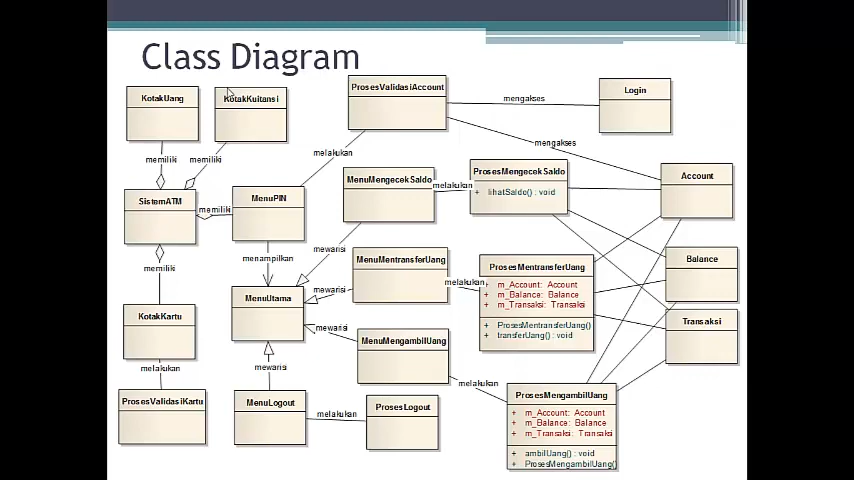 Class Diagram
KotakUang
KotakKuitansi
ProsesValidasiAccount
Login
mengakses
mengakses
memiliki
memiliki
melakukan
MenuMengecekSaldo
melakukan
ProsesMengecekSaldo
+ lihatSaldo() : void
Account
SistemATM
memiliki
MenuPIN
menampilkan
mewarisi
MenuMentransferUang
melakukan
ProsesMentransferUang
+ m_Account: Account
+ m_Balance: Balance
+ m_Transaksi: Transaksi
+ ProsesMentransferUang()
+ transferUang() : void
Balance
memiliki
mewarisi
MenuUtama
KotakKartu
mewarisi
MenuMengambilUang
Transaksi
melakukan
mewarisi
melakukan
ProsesValidasiKartu
MenuLogout
melakukan
ProsesLogout
ProsesMengambilUang
+ m_Account: Account
+ m_Balance: Balance
+ m_Transaksi: Transaksi
+ ambilUang() : void
+ ProsesMengambilUang()